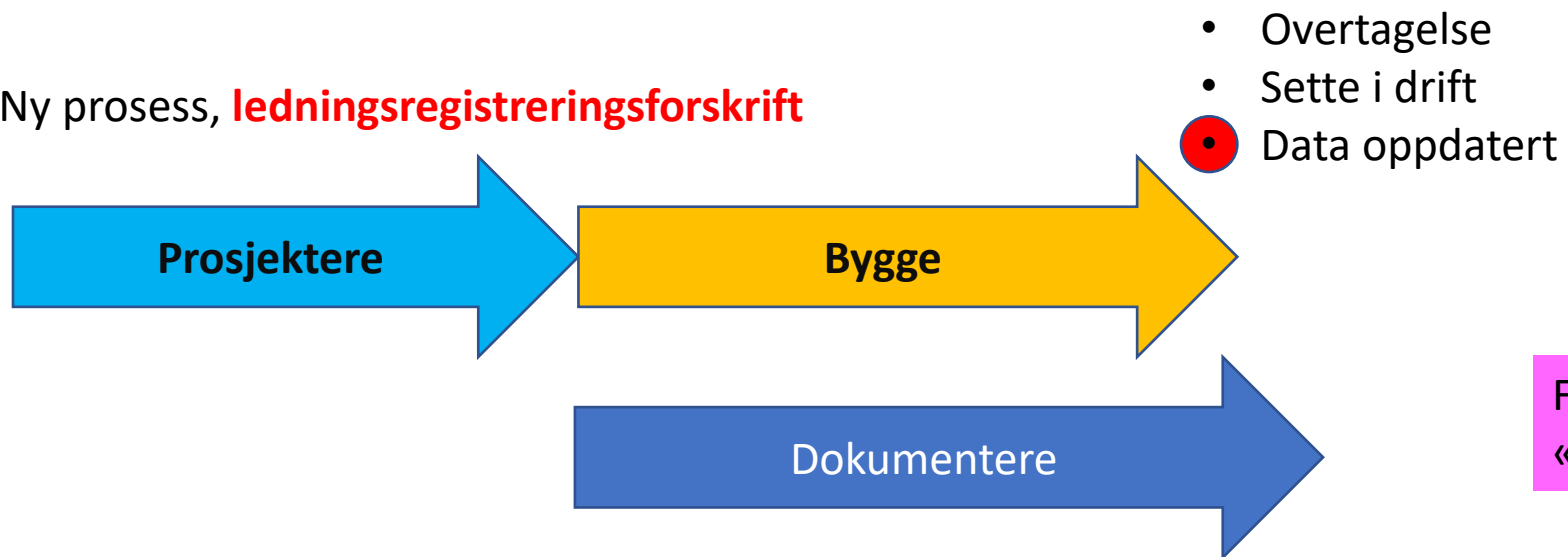 • Overtagelse
• Sette i drift
Ny prosess, ledningsregistreringsforskrift
• Data oppdatert
Prosjektere
Bygge
F
«
Dokumentere